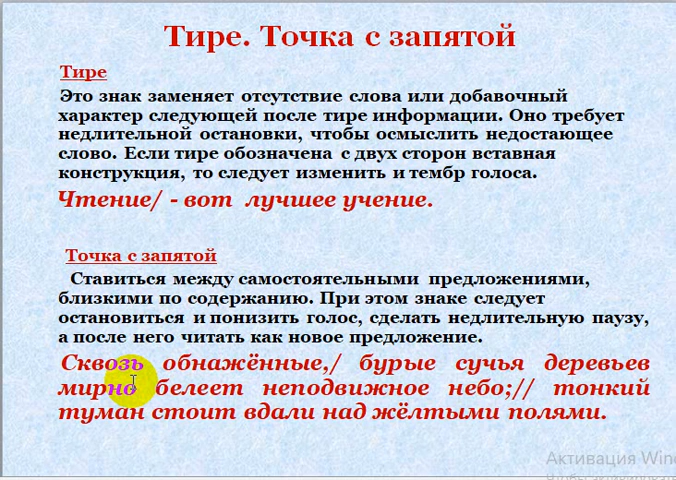 Тире. Точка с запятой
Тире
Это знак заменяет отсутствие слова или добавочный
характер следующей после тире информации. Оно требует
недлительной остановки, чтобы осмыслить недостающее
слово. Если тире обозначена с двух сторон вставная
конструкция, то следует изменить и тембр голоса.
Чтение/ - вот лучшее учение.
Точка с запятой
Ставиться между самостоятельными предложениями,
близкими по содержанию. При этом знаке следует
остановиться и понизить голос, сделать недлительную паузу,
а после него читать как новое предложение.
Сквозь обнажённые,/ бурые сучья деревьев
мирно белеет неподвижное небо;// тонкий
туман стоит вдали над жёлтыми полями.
Активация Win